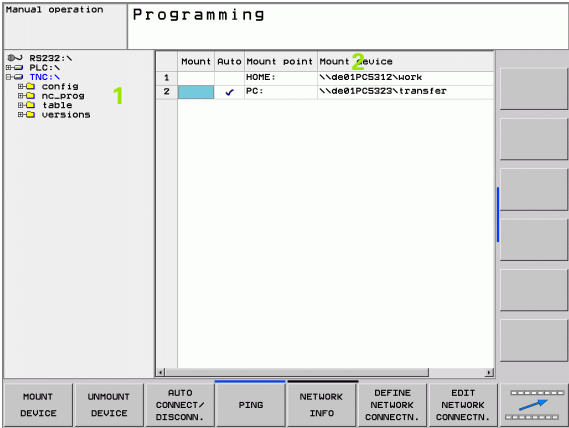 Manual operation
Programming
RS232:\
PLC:\
TNC:\
config
nc_prog
table
versions
1
2
Mount Auto Mount point Mount device
1 HOME: \\de01PC5312\work
2 PC: \\de01PC5323\transfer
MOUNT
DEVICE
UNMOUNT
DEVICE
AUTO
CONNECT/
DISCONN.
PING
NETWORK
INFO
DEFINE
NETWORK
CONNECTN.
EDIT
NETWORK
CONNECTN.